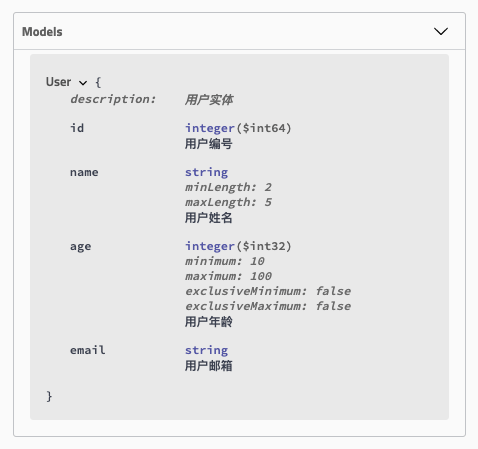 Models
User {
description: 用户实体
id integer($int64)
用户编号
name string
minLength: 2
maxLength: 5
用户姓名
age integer($int32)
minimum: 10
maximum: 100
exclusiveMinimum: false
exclusiveMaximum: false
用户年龄
email string
用户邮箱
}